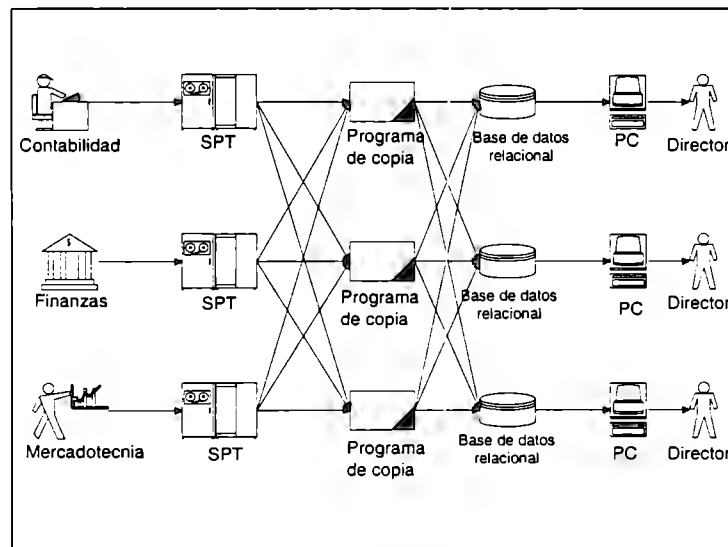 Contabilidad
SPT
Programa
de copia
Base de datos
relacional
PC
Director
$
Finanzas
SPT
Programa
de copia
Base de datos
relacional
PC
Director
Mercadotecnia
SPT
Programa
de copia
Base de datos
relacional
PC
Director